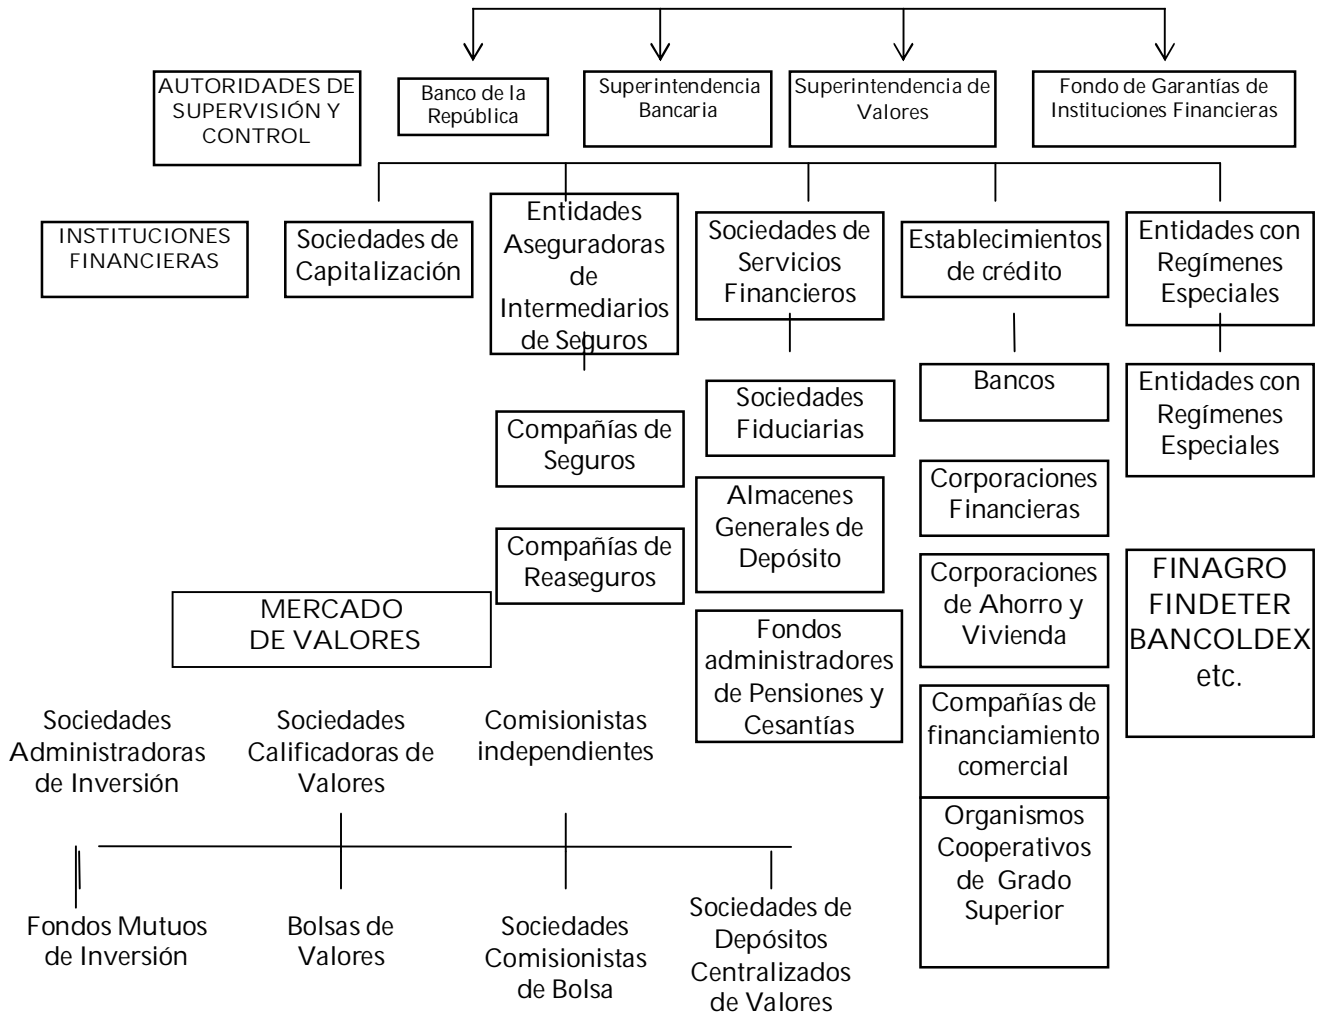 AUTORIDADES DE
SUPERVISIÓN Y
CONTROL
Banco de la
República
Superintendencia
Bancaria
Superintendencia de
Valores
Fondo de Garantías de
Instituciones Financieras
INSTITUCIONES
FINANCIERAS
Sociedades de
Capitalización
Entidades
Aseguradoras
de
Intermediarios
de Seguros
Sociedades de
Servicios
Financieros
Establecimientos
de crédito
Entidades con
Regímenes
Especiales
Compañías de
Seguros
Compañías de
Reaseguros
Sociedades
Fiduciarias
Almacenes
Generales de
Depósito
Fondos
administradores
de Pensiones y
Cesantías
Bancos
Corporaciones
Financieras
Corporaciones
de Ahorro y
Vivienda
Compañías de
financiamiento
comercial
Organismos
Cooperativos
de Grado
Superior
Entidades con
Regímenes
Especiales
FINAGRO
FINDETER
BANCOLDEX
etc.
MERCADO
DE VALORES
Sociedades
Administradoras
de Inversión
Sociedades
Calificadoras de
Valores
Comisionistas
independientes
Fondos Mutuos
de Inversión
Bolsas de
Valores
Sociedades
Comisionistas
de Bolsa
Sociedades de
Depósitos
Centralizados
de Valores